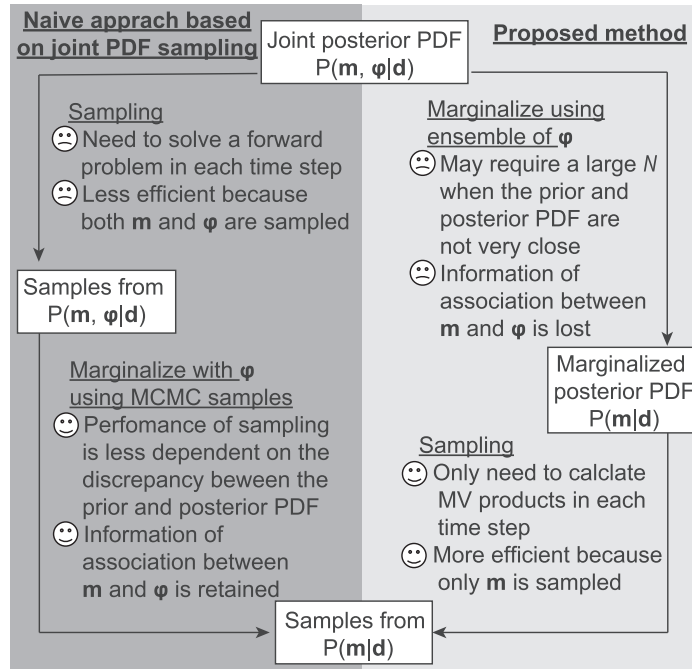 Naive apprach based
on joint PDF sampling
Joint posterior PDF
P(m, φ|d)
Proposed method
Sampling
Need to solve a forward
problem in each time step
Less efficient because
both m and φ are sampled
Samples from
P(m, φ|d)
Marginalize with φ
using MCMC samples
Perfomance of sampling
is less dependent on the
discrepancy beween the
prior and posterior PDF
Information of
association between
m and φ is retained
Marginalize using
ensemble of φ
May require a large N
when the prior and
posterior PDF are
not very close
Information of
association between
m and φ is lost
Marginalized
posterior PDF
P(m|d)
Sampling
Only need to calclate
MV products in each
time step
More efficient because
only m is sampled
Samples from
P(m|d)